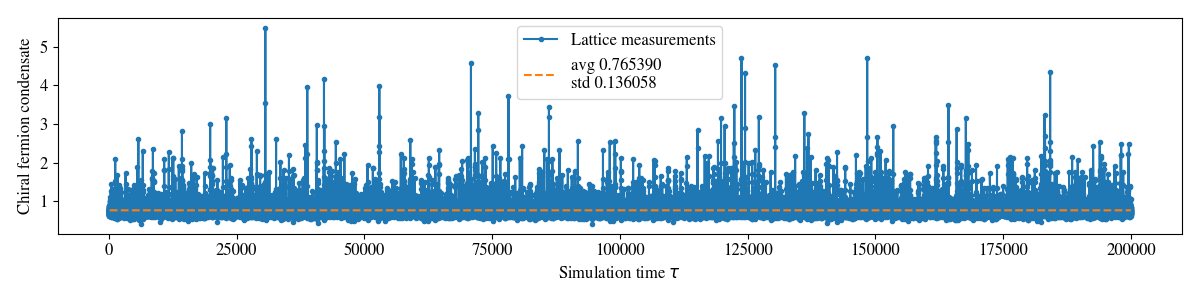 Chiral fermion condensate
5
4
3
2
1
Lattice measurements
avg 0.765390
std 0.136058
0 25000 50000 75000 100000 125000 150000 175000 200000
Simulation time τ